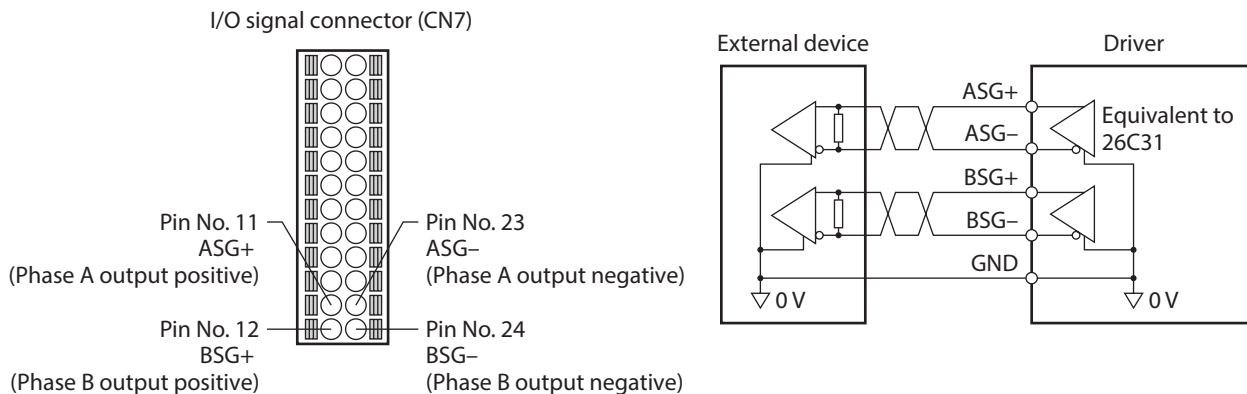 I/O signal connector (CN7)
Pin No. 11
ASG+
(Phase A output positive)
Pin No. 23
ASG–
(Phase A output negative)
Pin No. 12
BSG+
(Phase B output positive)
Pin No. 24
BSG–
(Phase B output negative)
External device
Driver
ASG+
ASG–
Equivalent to
26C31
BSG+
BSG–
GND
0 V
0 V